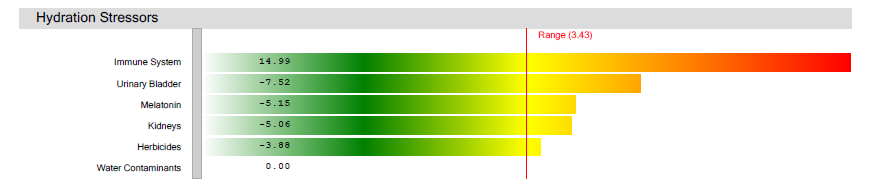 Hydration Stressors
Range (3.43)
Immune System 14.99
Urinary Bladder -7.52
Melatonin -5.15
Kidneys -5.06
Herbicides -3.88
Water Contaminants 0.00